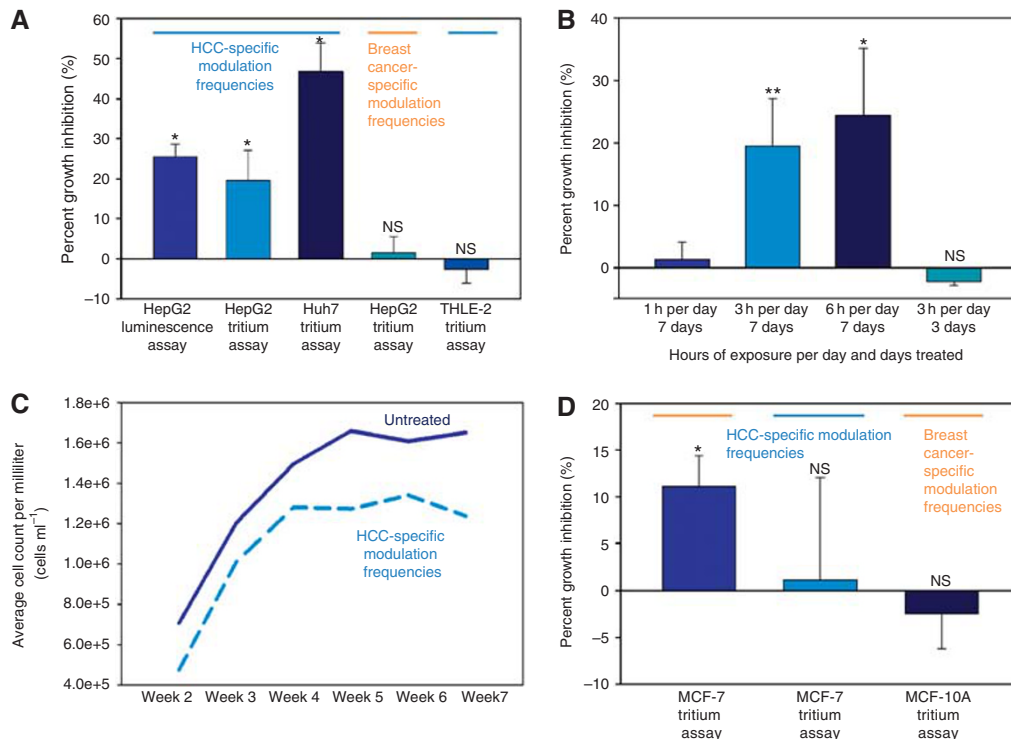 A
Percent growth inhibition (%)
60
50
40
30
20
10
0
–10
HCC-specific
modulation
frequencies
Breast
cancer-
specific
modulation
frequencies
*
*
*
NS
NS
HepG2
luminescence
assay
HepG2
tritium
assay
Huh7
tritium
assay
HepG2
tritium
assay
THLE-2
tritium
assay
B
Percent growth inhibition (%)
40
30
20
10
0
**
*
NS
1 h per day
7 days
3 h per day
7 days
6 h per day
7 days
3 h per day
3 days
Hours of exposure per day and days treated
C
Average cell count per milliliter
(cells ml⁻¹)
1.8e+6
1.6e+6
1.4e+6
1.2e+6
1.0e+6
8.0e+5
6.0e+5
4.0e+5
Untreated
HCC-specific
modulation
frequencies
Week 2 Week 3 Week 4 Week 5 Week 6 Week7
D
Percent growth inhibition (%)
20
15
10
5
0
–5
–10
HCC-specific modulation
frequencies
Breast
cancer-
specific
modulation
frequencies
*
NS
NS
MCF-7
tritium
assay
MCF-7
tritium
assay
MCF-10A
tritium
assay